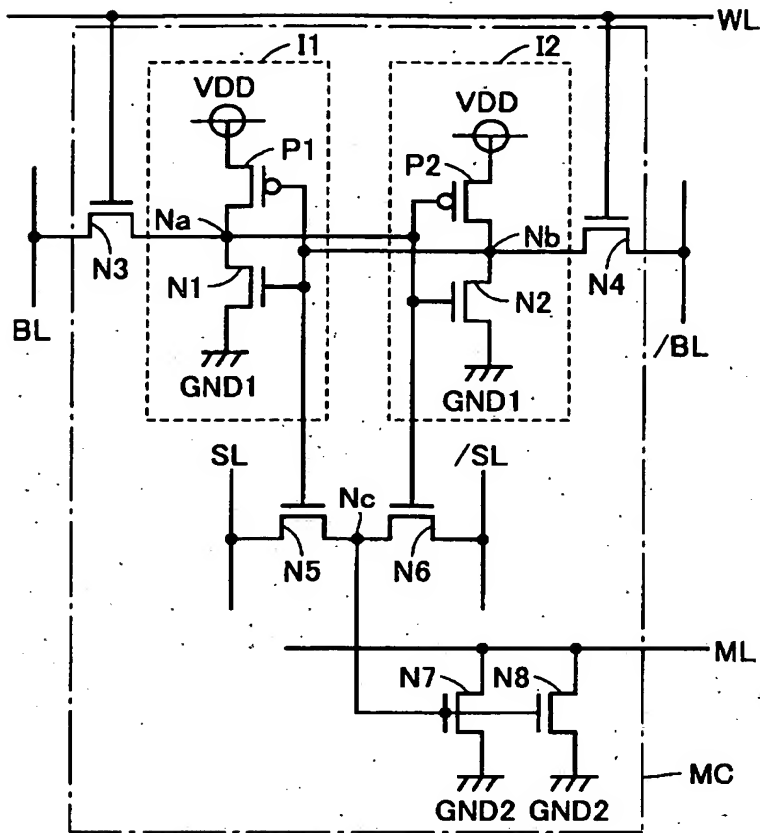 WL
I1
I2
VDD
VDD
P1
P2
Na
Nb
N3
N1
N2
N4
BL
/BL
GND1
GND1
SL
/SL
Nc
N5
N6
ML
N7
N8
MC
GND2 GND2